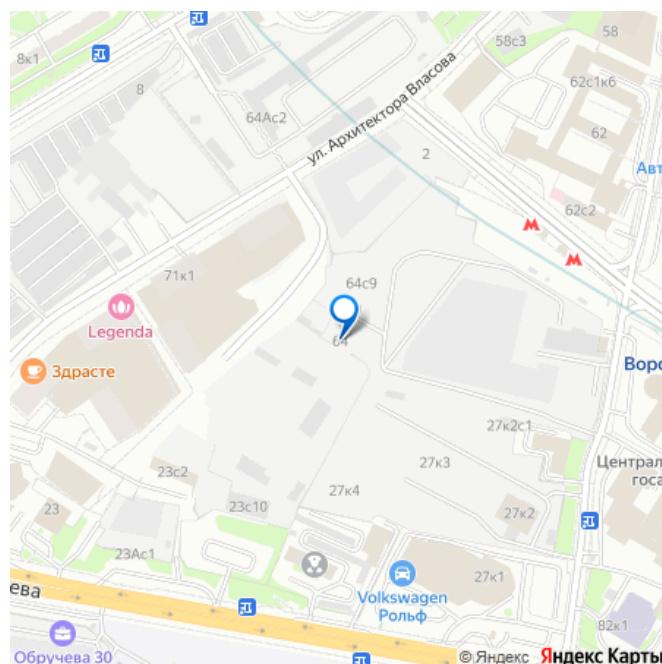 8к1
8
64Ас2
58с3
58
62с1к6
62
Авт
ул. Архитектора Власова
2
62с2
71к1
64с9
Legenda
64
Здрасте
Воро
27к2с1
Централ
госа
23с2
27к3
27к4
23с10
27к2
23
23Ас1
27к1
Volkswagen
Рольф
ева
82к1
Обручева 30
© Яндекс Яндекс Карты